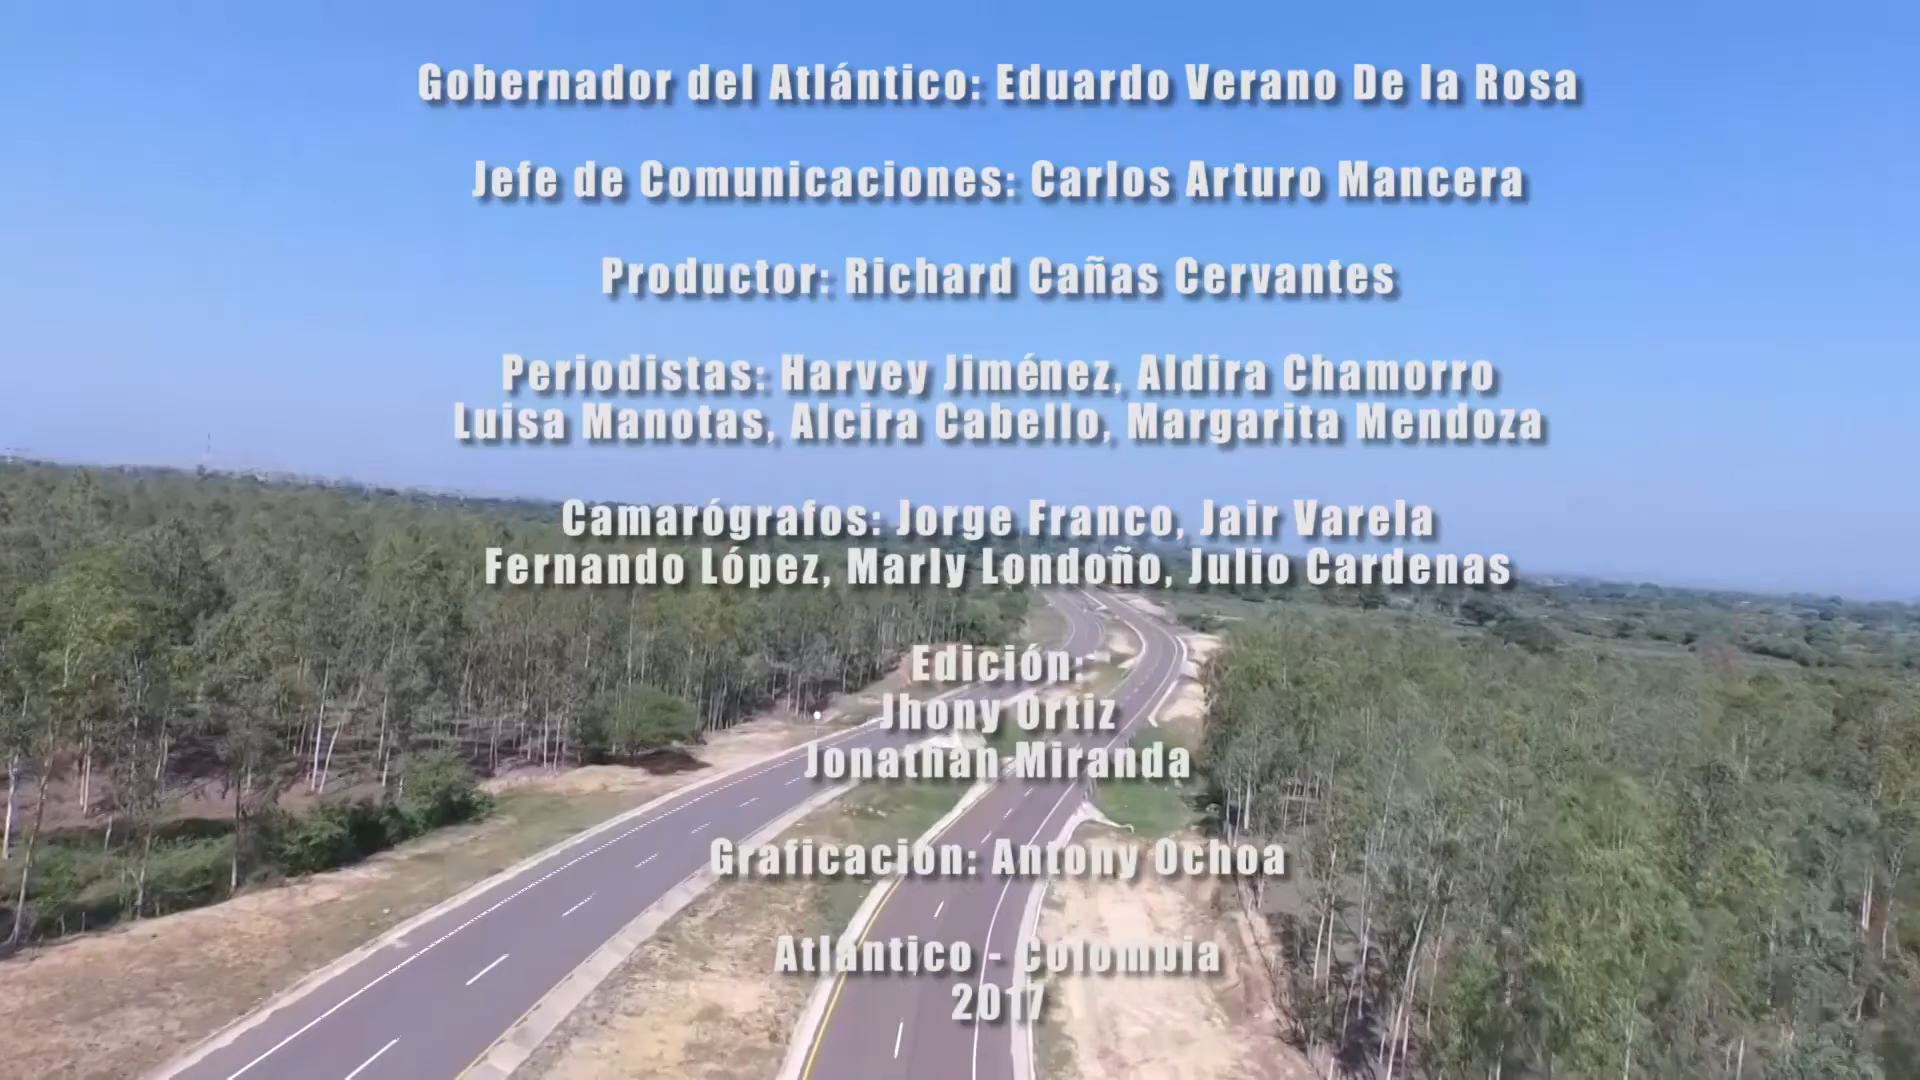 Gobernador del Atlántico: Eduardo Verano De la Rosa
Jefe de Comunicaciones: Carlos Arturo Mancera
Productor: Richard Cañas Cervantes
Periodistas: Harvey Jiménez, Aldira Chamorro
Luisa Manotas, Alcira Cabello, Margarita Mendoza
Camarógrafos: Jorge Franco, Jair Varela
Fernando López, Marly Londoño, Julio Cardenas
Edición:
Jhony Ortiz
Jonathan Miranda
Graficación: Antony Ochoa
Atlántico - Colombia
2017